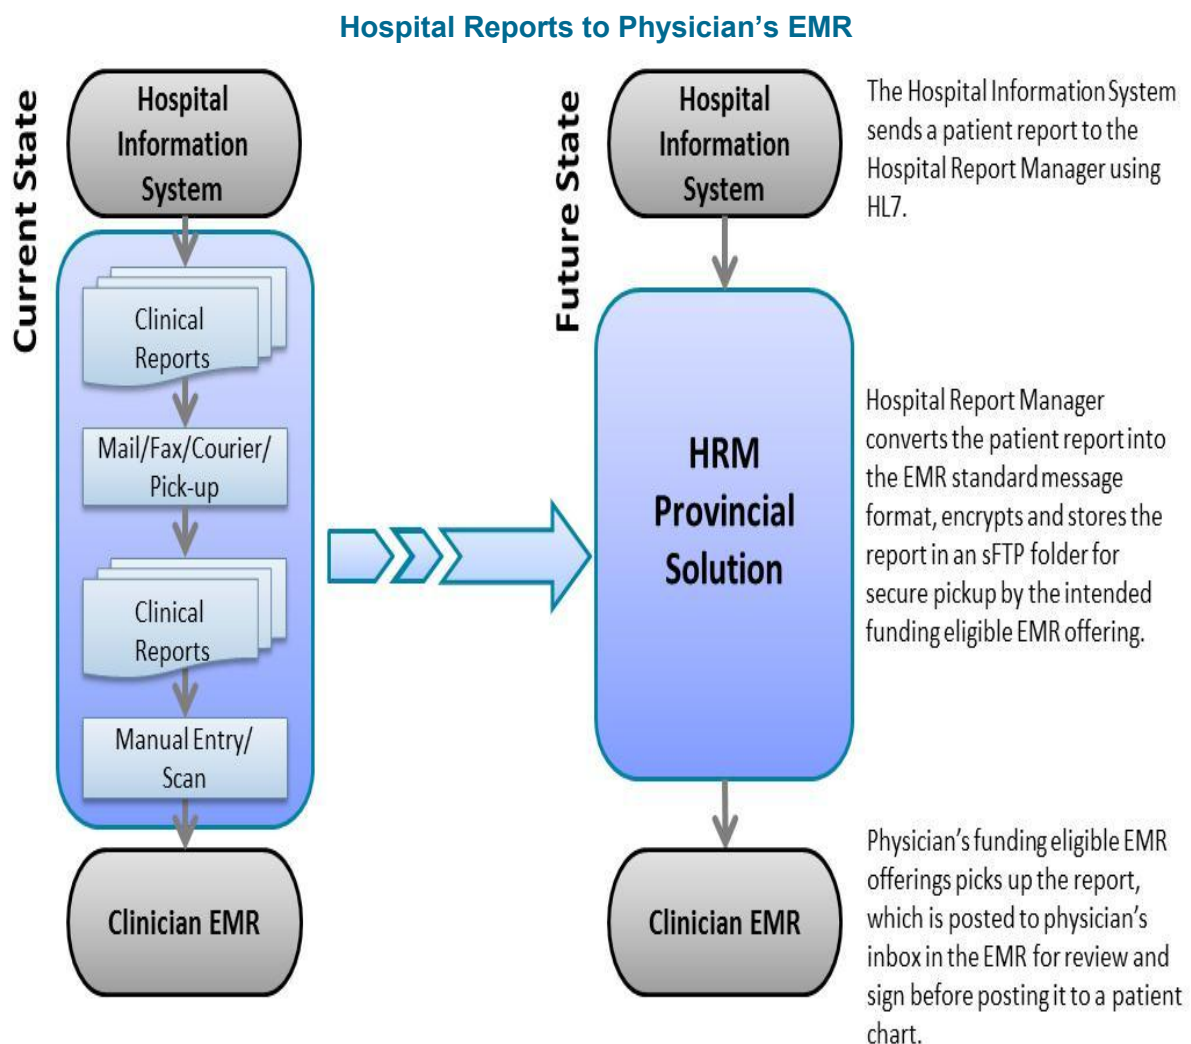 Hospital Reports to Physician's EMR
Current State
Hospital
Information
System
Clinical
Reports
Mail/Fax/Courier/
Pick-up
Clinical
Reports
Manual Entry/
Scan
Clinician EMR
Future State
Hospital
Information
System
HRM
Provincial
Solution
Clinician EMR
The Hospital Information System
sends a patient report to the
Hospital Report Manager using
HL7.
Hospital Report Manager
converts the patient report into
the EMR standard message
format, encrypts and stores the
report in an sFTP folder for
secure pickup by the intended
funding eligible EMR offering.
Physician's funding eligible EMR
offerings picks up the report,
which is posted to physician's
inbox in the EMR for review and
sign before posting it to a patient
chart.